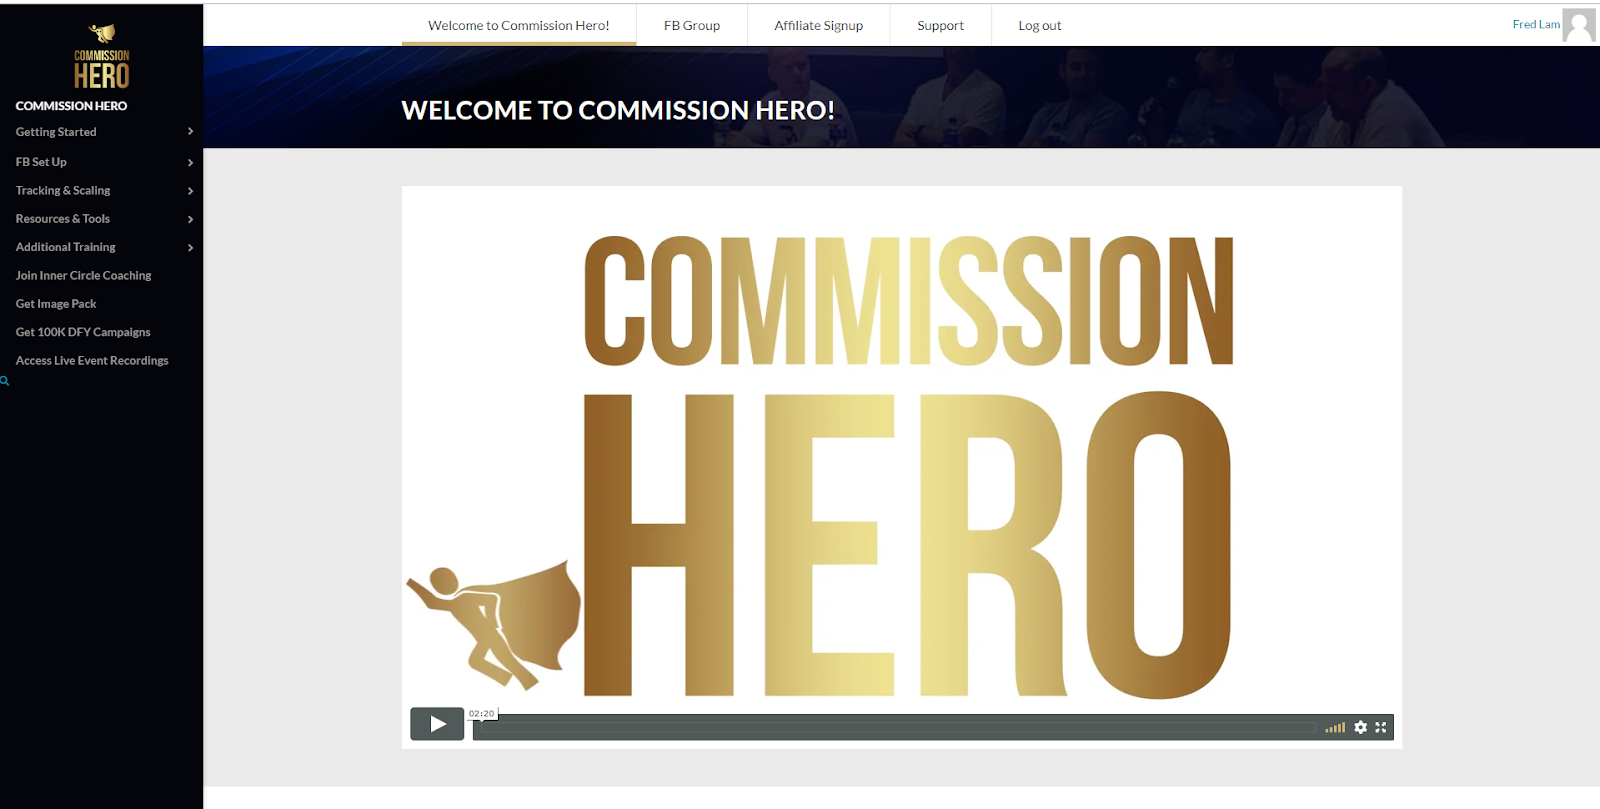 Welcome to Commission Hero!
FB Group
Affiliate Signup
Support
Log out
Fred Lam
COMMISSION
HERO
COMMISSION HERO
Getting Started
FB Set Up
Tracking & Scaling
Resources & Tools
Additional Training
Join Inner Circle Coaching
Get Image Pack
Get 100K DFY Campaigns
Access Live Event Recordings
WELCOME TO COMMISSION HERO!
COMMISSION
HERO
02:20